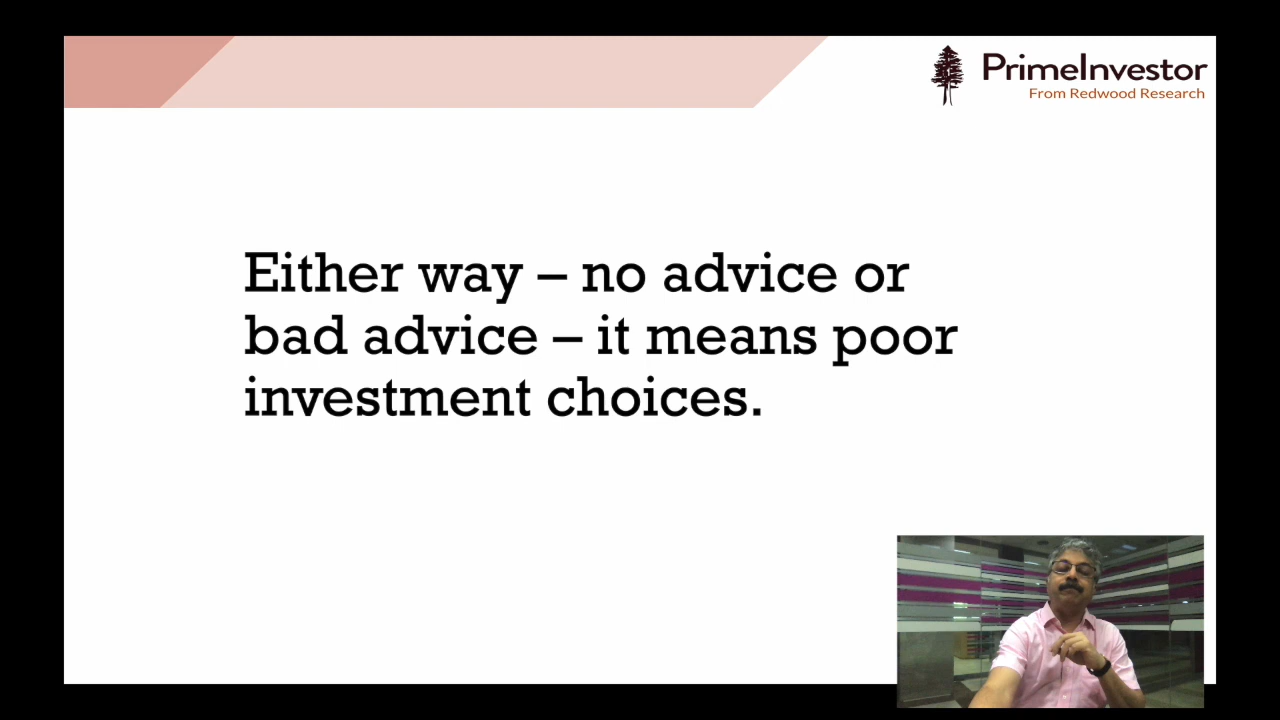 PrimeInvestor
From Redwood Research
Either way – no advice or
bad advice – it means poor
investment choices.